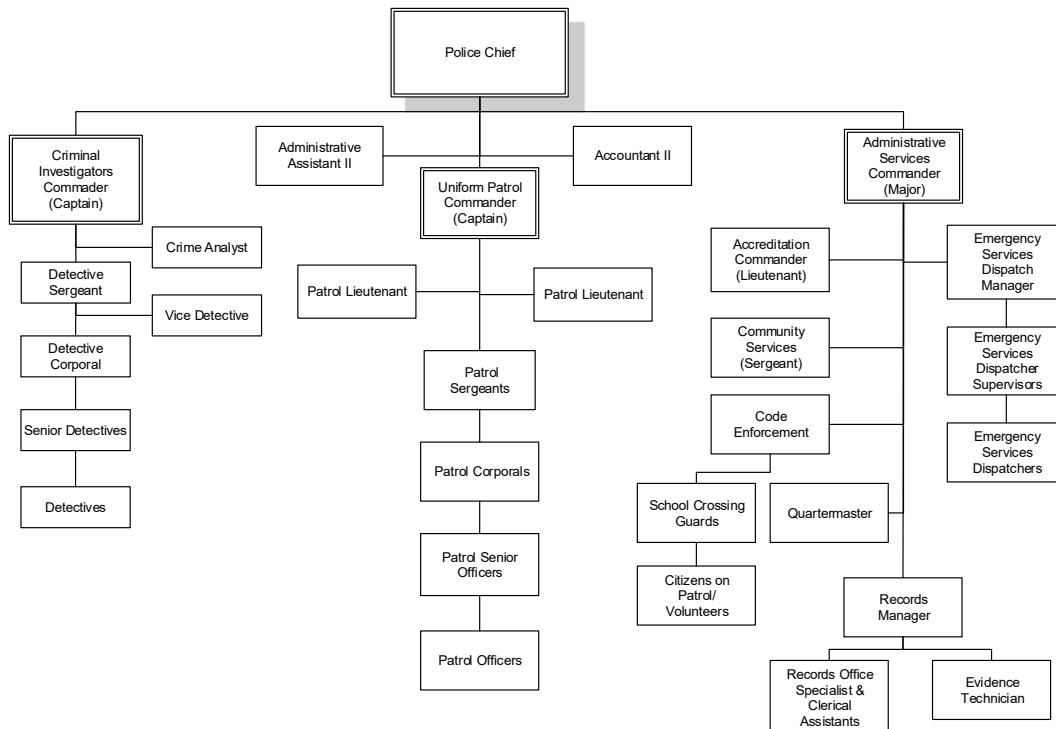 Police Chief
Administrative
Assistant II
Accountant II
Criminal
Investigators
Commader
(Captain)
Uniform Patrol
Commander
(Captain)
Administrative
Services
Commander
(Major)
Crime Analyst
Detective
Sergeant
Vice Detective
Detective
Corporal
Senior Detectives
Detectives
Patrol Lieutenant
Patrol Lieutenant
Patrol
Sergeants
Patrol Corporals
Patrol Senior
Officers
Patrol Officers
Accreditation
Commander
(Lieutenant)
Community
Services
(Sergeant)
Code
Enforcement
School Crossing
Guards
Citizens on
Patrol/
Volunteers
Quartermaster
Emergency
Services
Dispatch
Manager
Emergency
Services
Dispatcher
Supervisors
Emergency
Services
Dispatchers
Records
Manager
Records Office
Specialist &
Clerical
Assistants
Evidence
Technician